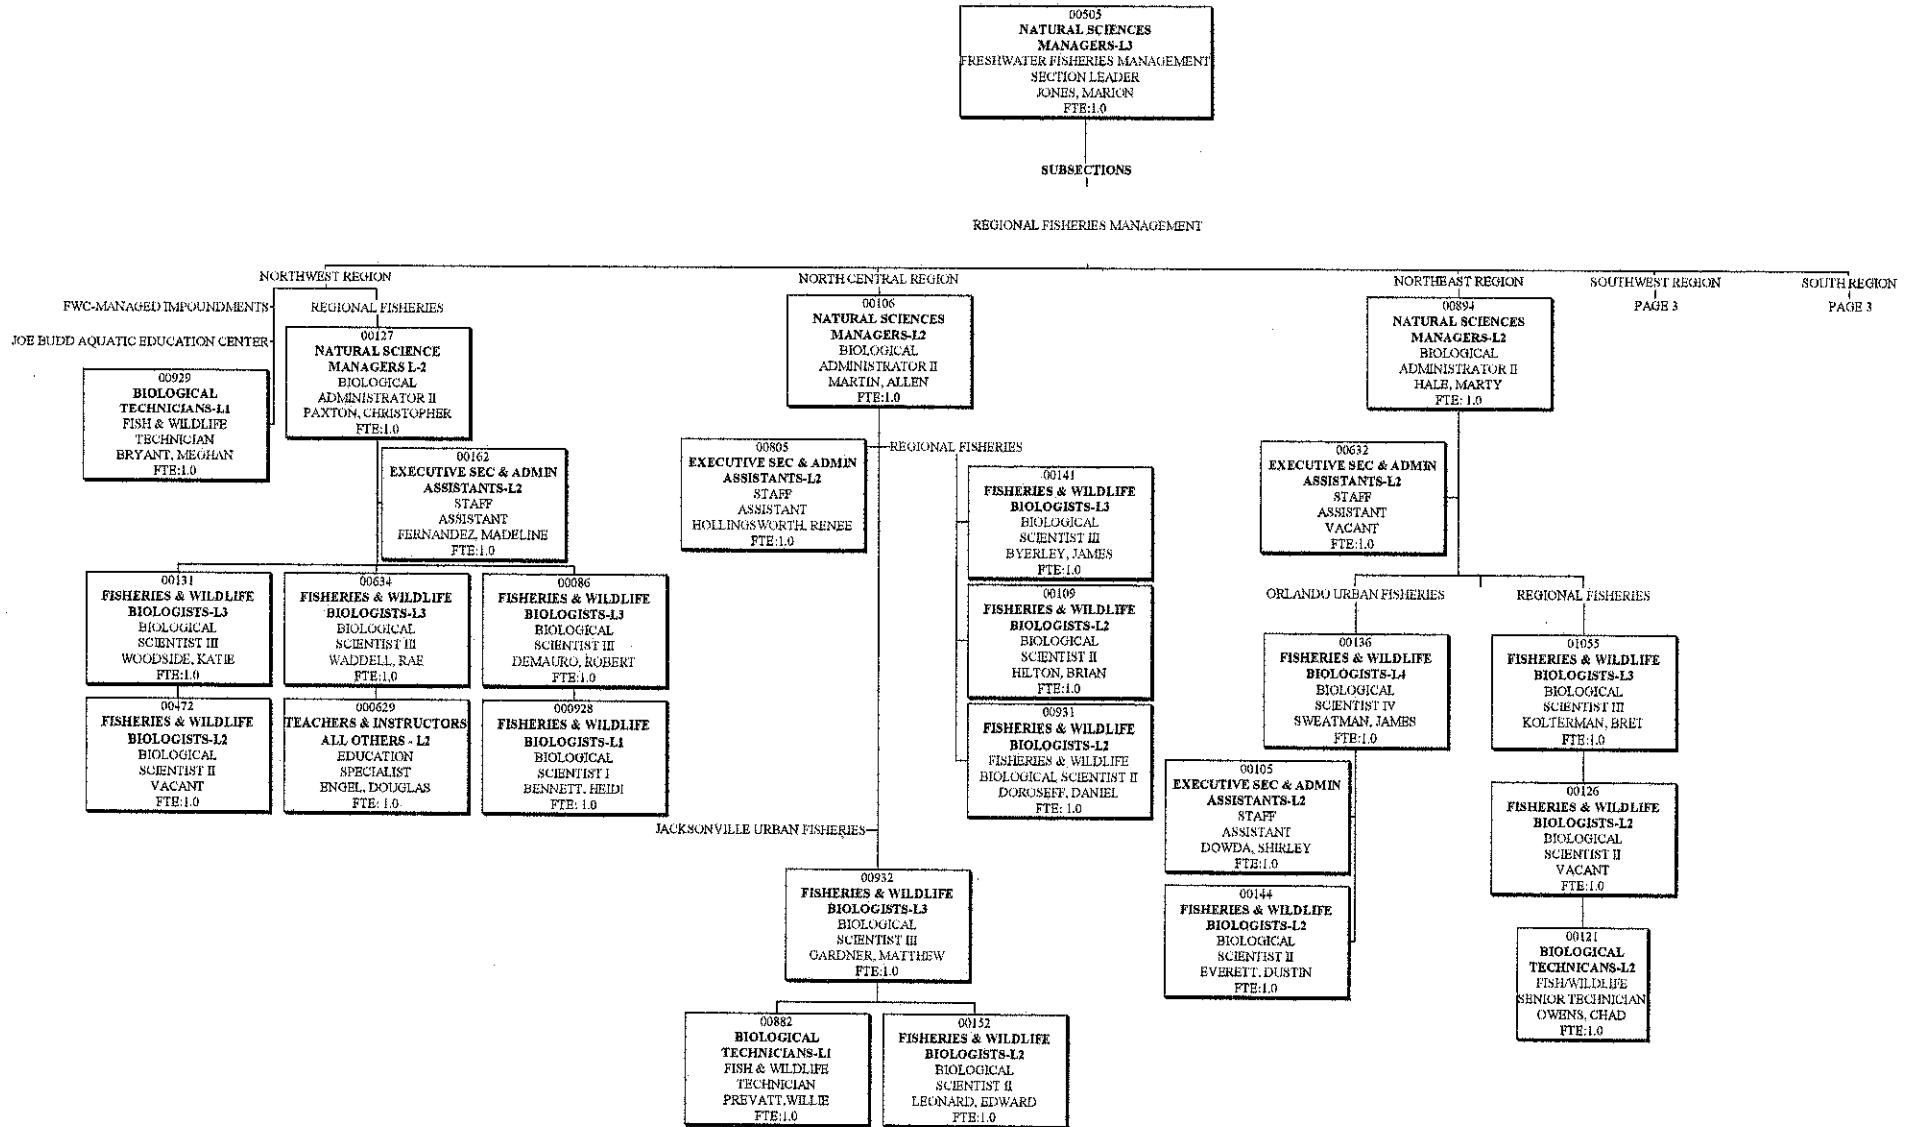 00505
NATURAL SCIENCES
MANAGERS-L3
FRESHWATER FISHERIES MANAGEMENT
SECTION LEADER
JONES, MARION
FTE:1.0
SUBSECTIONS
REGIONAL FISHERIES MANAGEMENT
NORTHWEST REGION
FWC-MANAGED IMPOUNDMENTS
REGIONAL FISHERIES
JOE BUDD AQUATIC EDUCATION CENTER
00929
BIOLOGICAL
TECHNICIANS-L1
FISH & WILDLIFE
TECHNICIAN
BRYANT, MEGHAN
FTE:1.0
00127
NATURAL SCIENCE
MANAGERS L-2
BIOLOGICAL
ADMINISTRATOR II
PAXTON, CHRISTOPHER
FTE:1.0
00162
EXECUTIVE SEC & ADMIN
ASSISTANTS-L2
STAFF
ASSISTANT
FERNANDEZ, MADELINE
FTE:1.0
00131
FISHERIES & WILDLIFE
BIOLOGISTS-L3
BIOLOGICAL
SCIENTIST III
WOODSIDE, KATIE
FTE:1.0
00634
FISHERIES & WILDLIFE
BIOLOGISTS-L3
BIOLOGICAL
SCIENTIST III
WADDELL, RAE
FTE:1.0
00086
FISHERIES & WILDLIFE
BIOLOGISTS-L3
BIOLOGICAL
SCIENTIST III
DEMAURO, ROBERT
FTE:1.0
00472
FISHERIES & WILDLIFE
BIOLOGISTS-L2
BIOLOGICAL
SCIENTIST II
VACANT
FTE:1.0
000629
TEACHERS & INSTRUCTORS
ALL OTHERS - L2
EDUCATION
SPECIALIST
ENGEL, DOUGLAS
FTE: 1.0
000928
FISHERIES & WILDLIFE
BIOLOGISTS-L1
BIOLOGICAL
SCIENTIST I
BENNETT, HEIDI
FTE: 1.0
NORTH CENTRAL REGION
00106
NATURAL SCIENCES
MANAGERS-L2
BIOLOGICAL
ADMINISTRATOR II
MARTIN, ALLEN
FTE:1.0
00805
EXECUTIVE SEC & ADMIN
ASSISTANTS-L2
STAFF
ASSISTANT
HOLLINGSWORTH, RENEE
FTE:1.0
REGIONAL FISHERIES
00141
FISHERIES & WILDLIFE
BIOLOGISTS-L3
BIOLOGICAL
SCIENTIST III
BYERLEY, JAMES
FTE:1.0
00109
FISHERIES & WILDLIFE
BIOLOGISTS-L2
BIOLOGICAL
SCIENTIST II
HILTON, BRIAN
FTE:1.0
00931
FISHERIES & WILDLIFE
BIOLOGISTS-L2
FISHERIES & WILDLIFE
BIOLOGICAL SCIENTIST II
DOROSEFF, DANIEL
FTE: 1.0
JACKSONVILLE URBAN FISHERIES
00932
FISHERIES & WILDLIFE
BIOLOGISTS-L3
BIOLOGICAL
SCIENTIST III
GARDNER, MATTHEW
FTE:1.0
00882
BIOLOGICAL
TECHNICIANS-L1
FISH & WILDLIFE
TECHNICIAN
PREVATT,WILLIE
FTE:1.0
00152
FISHERIES & WILDLIFE
BIOLOGISTS-L2
BIOLOGICAL
SCIENTIST II
LEONARD, EDWARD
FTE:1.0
NORTHEAST REGION
00894
NATURAL SCIENCES
MANAGERS-L2
BIOLOGICAL
ADMINISTRATOR II
HALE, MARTY
FTE: 1.0
00632
EXECUTIVE SEC & ADMIN
ASSISTANTS-L2
STAFF
ASSISTANT
VACANT
FTE:1.0
ORLANDO URBAN FISHERIES
00136
FISHERIES & WILDLIFE
BIOLOGISTS-L4
BIOLOGICAL
SCIENTIST IV
SWEATMAN, JAMES
FTE:1.0
00105
EXECUTIVE SEC & ADMIN
ASSISTANTS-L2
STAFF
ASSISTANT
DOWDA, SHIRLEY
FTE:1.0
00144
FISHERIES & WILDLIFE
BIOLOGISTS-L2
BIOLOGICAL
SCIENTIST II
EVERETT, DUSTIN
FTE:1.0
REGIONAL FISHERIES
01055
FISHERIES & WILDLIFE
BIOLOGISTS-L3
BIOLOGICAL
SCIENTIST III
KOLTERMAN, BRET
FTE:1.0
00126
FISHERIES & WILDLIFE
BIOLOGISTS-L2
BIOLOGICAL
SCIENTIST II
VACANT
FTE:1.0
00121
BIOLOGICAL
TECHNICANS-L2
FISH/WILDLIFE
SENIOR TECHNICIAN
OWENS, CHAD
FTE:1.0
SOUTHWEST REGION
PAGE 3
SOUTH REGION
PAGE 3